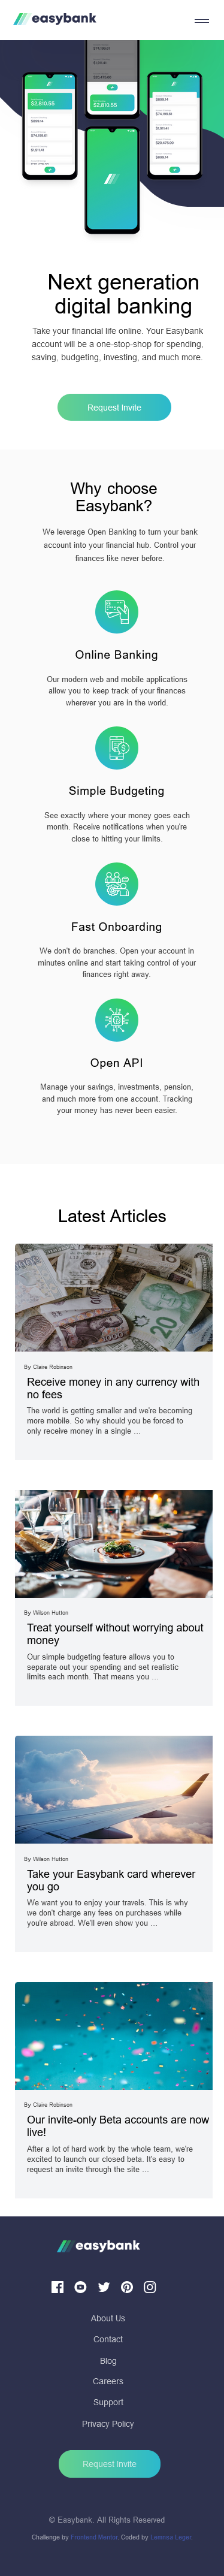 easybank
$2,810.55
$2,810.55
Next generation
digital banking
Take your financial life online. Your Easybank
account will be a one-stop-shop for spending,
saving, budgeting, investing, and much more.
Request Invite
Why choose
Easybank?
We leverage Open Banking to turn your bank
account into your financial hub. Control your
finances like never before.
Online Banking
Our modern web and mobile applications
allow you to keep track of your finances
wherever you are in the world.
Simple Budgeting
See exactly where your money goes each
month. Receive notifications when you're
close to hitting your limits.
Fast Onboarding
We don't do branches. Open your account in
minutes online and start taking control of your
finances right away.
Open API
Manage your savings, investments, pension,
and much more from one account. Tracking
your money has never been easier.
Latest Articles
By Claire Robinson
Receive money in any currency with
no fees
The world is getting smaller and we're becoming
more mobile. So why should you be forced to
only receive money in a single …
By Wilson Hutton
Treat yourself without worrying about
money
Our simple budgeting feature allows you to
separate out your spending and set realistic
limits each month. That means you …
By Wilson Hutton
Take your Easybank card wherever
you go
We want you to enjoy your travels. This is why
we don't charge any fees on purchases while
you're abroad. We'll even show you …
By Claire Robinson
Our invite-only Beta accounts are now
live!
After a lot of hard work by the whole team, we're
excited to launch our closed beta. It's easy to
request an invite through the site ...
easybank
About Us
Contact
Blog
Careers
Support
Privacy Policy
Request Invite
© Easybank. All Rights Reserved
Challenge by Frontend Mentor. Coded by